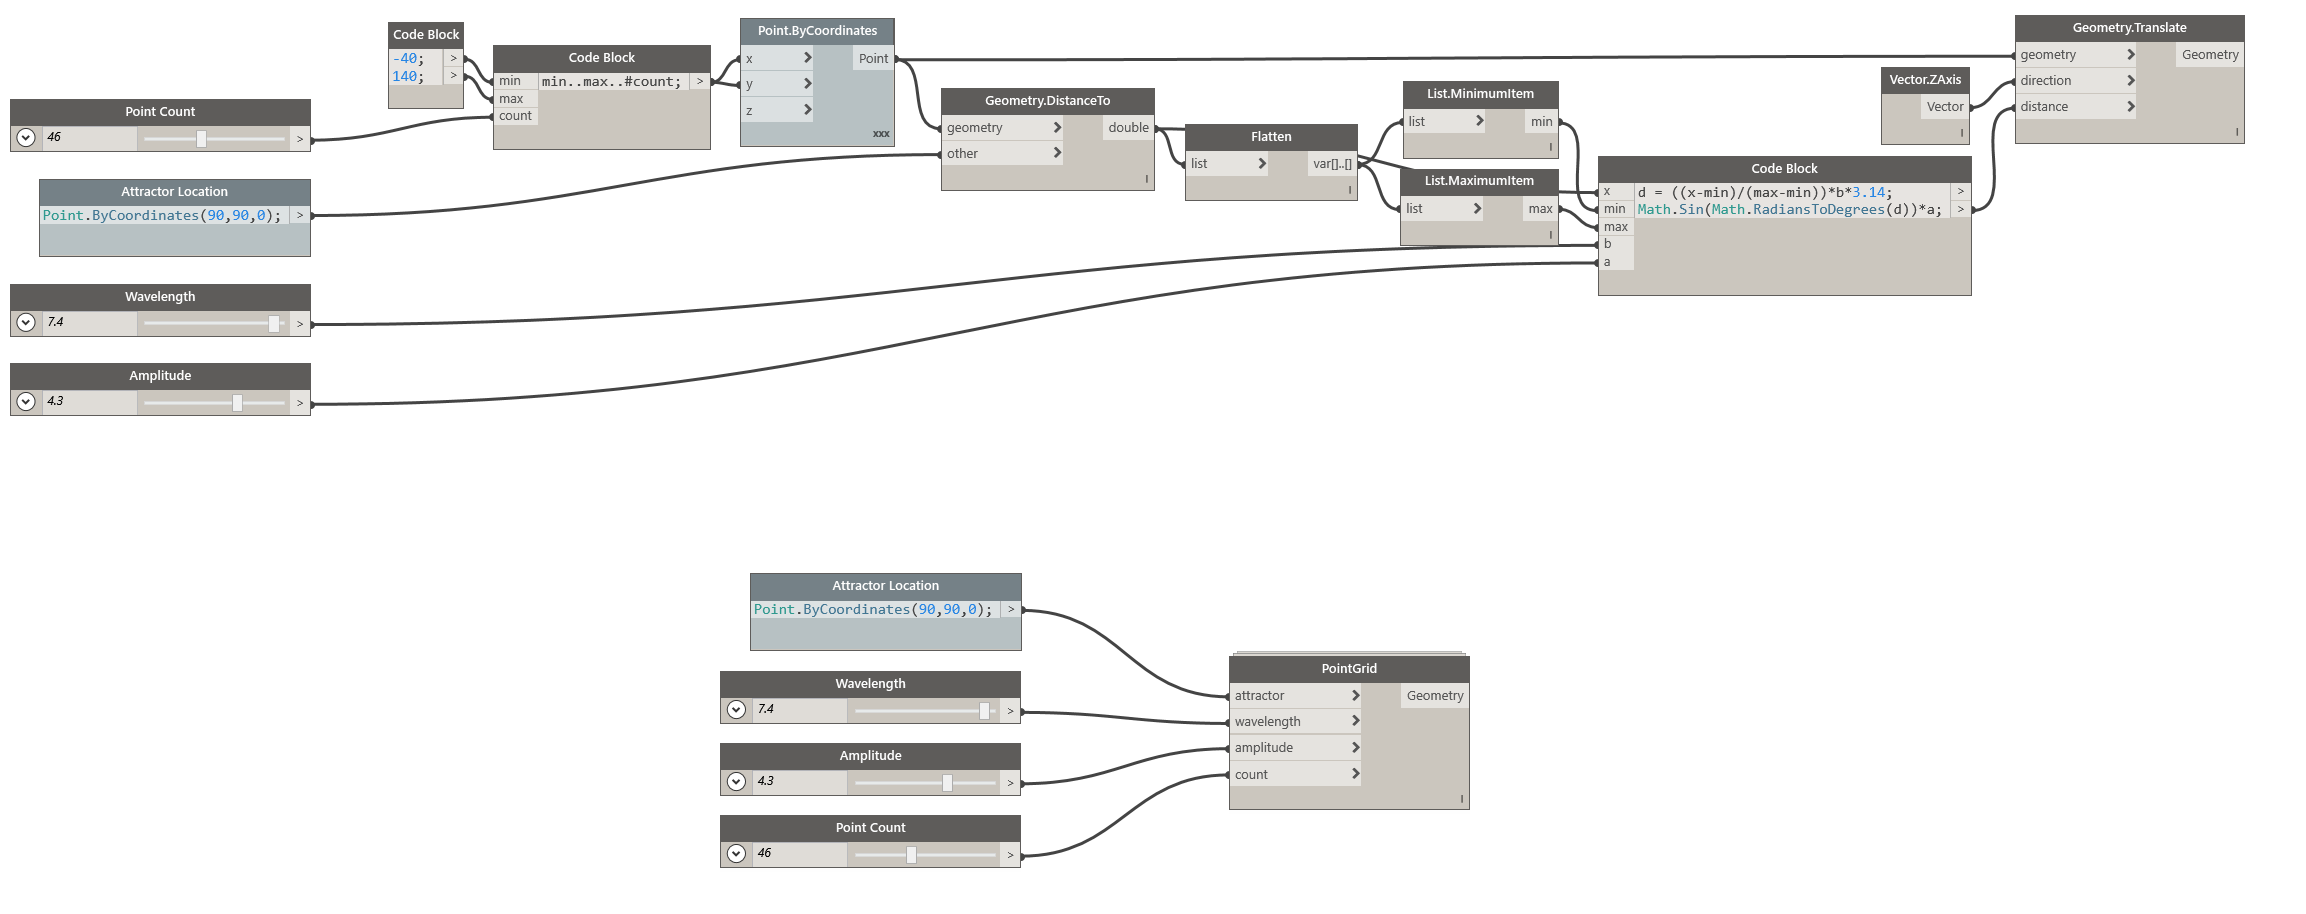 Point Count
46
>
Attractor Location
Point.ByCoordinates(90,90,0); >
Wavelength
7.4 >
Amplitude
4.3 >
Code Block
-40; >
140; >
Code Block
min min..max..#count; >
max
count
Point.ByCoordinates
x > Point
y >
z >
xxx
Geometry.DistanceTo
geometry > double
other >
l
Flatten
list > var[]..[]
l
List.MinimumItem
list > min
l
List.MaximumItem
list > max
l
Code Block
x d = ((x-min)/(max-min))*b*3.14; >
min Math.Sin(Math.RadiansToDegrees(d))*a; >
max
b
a
Vector.ZAxis
Vector
l
Geometry.Translate
geometry > Geometry
direction >
distance >
l
Attractor Location
Point.ByCoordinates(90,90,0); >
Wavelength
7.4 >
Amplitude
4.3 >
Point Count
46 >
PointGrid
attractor > Geometry
wavelength >
amplitude >
count >
l